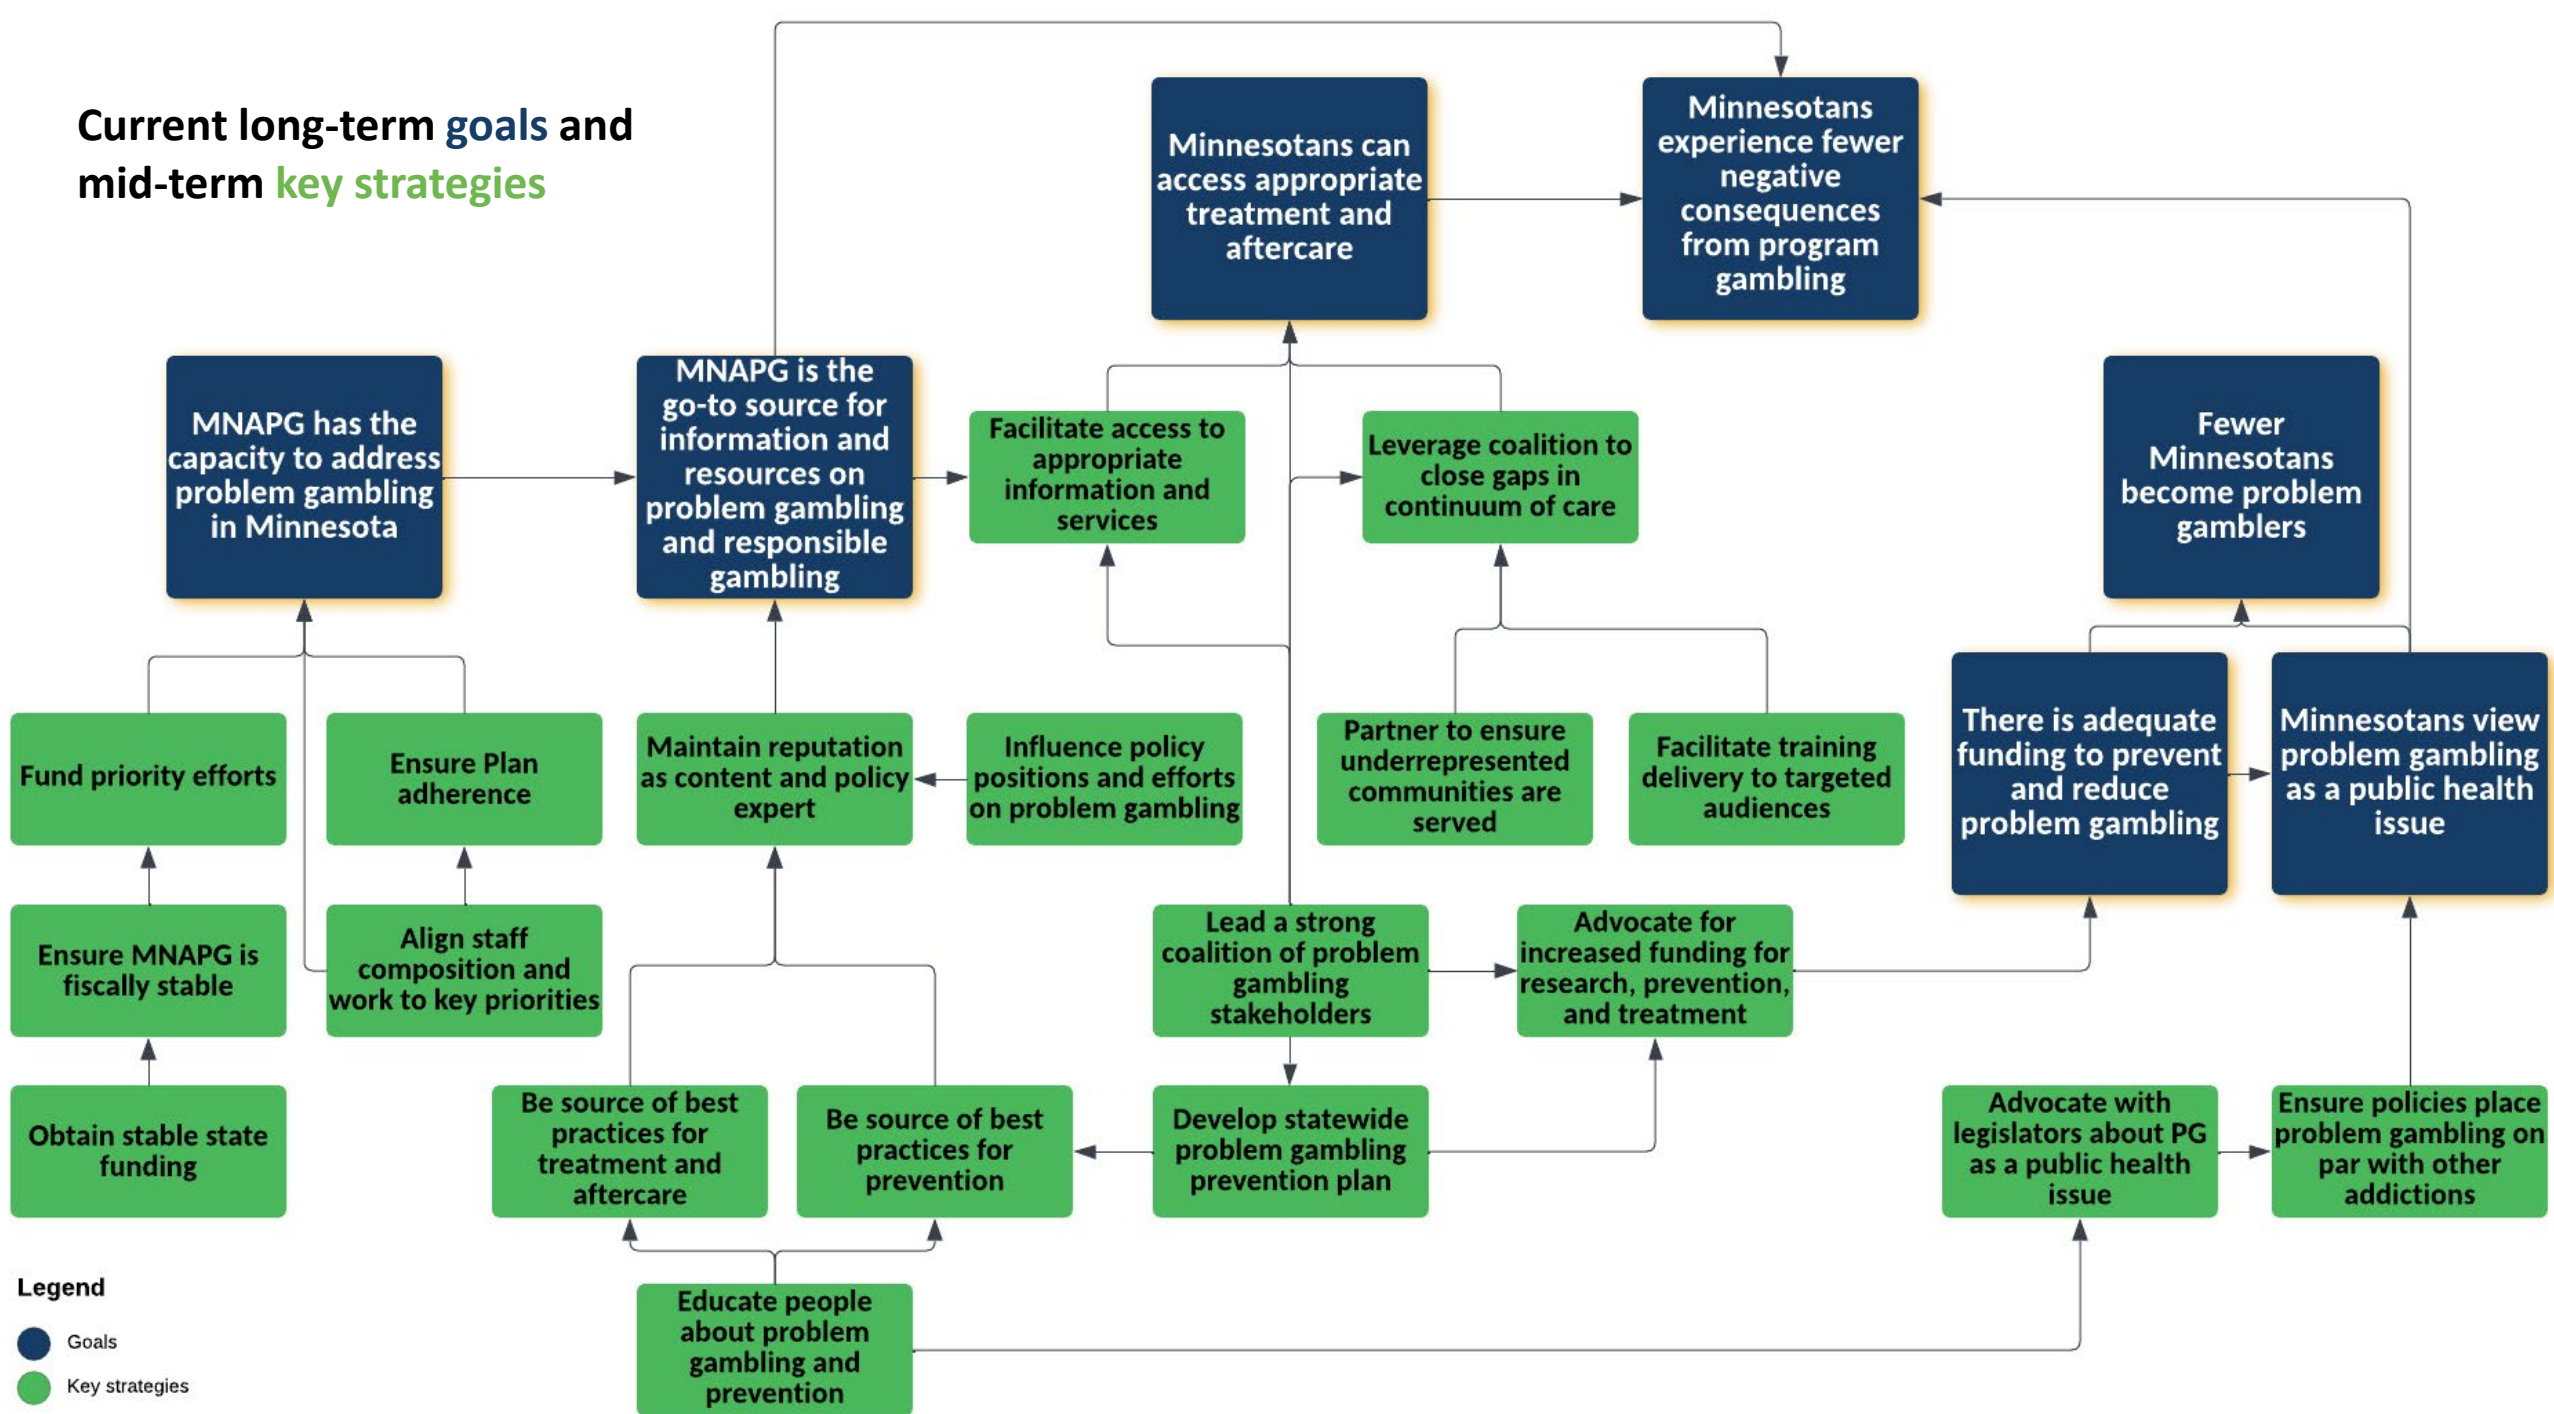 Current long-term goals and
mid-term key strategies
Minnesotans can
access appropriate
treatment and
aftercare
Minnesotans
experience fewer
negative
consequences
from program
gambling
MNAPG has the
capacity to address
problem gambling
in Minnesota
MNAPG is the
go-to source for
information and
resources on
problem gambling
and responsible
gambling
Facilitate access to
appropriate
information and
services
Leverage coalition to
close gaps in
continuum of care
Fewer
Minnesotans
become problem
gamblers
Fund priority efforts
Ensure Plan
adherence
Maintain reputation
as content and policy
expert
Influence policy
positions and efforts
on problem gambling
Partner to ensure
underrepresented
communities are
served
Facilitate training
delivery to targeted
audiences
There is adequate
funding to prevent
and reduce
problem gambling
Minnesotans view
problem gambling
as a public health
issue
Ensure MNAPG is
fiscally stable
Align staff
composition and
work to key priorities
Lead a strong
coalition of problem
gambling
stakeholders
Advocate for
increased funding for
research, prevention,
and treatment
Obtain stable state
funding
Be source of best
practices for
treatment and
aftercare
Be source of best
practices for
prevention
Develop statewide
problem gambling
prevention plan
Advocate with
legislators about PG
as a public health
issue
Ensure policies place
problem gambling on
par with other
addictions
Educate people
about problem
gambling and
prevention
Legend
Goals
Key strategies